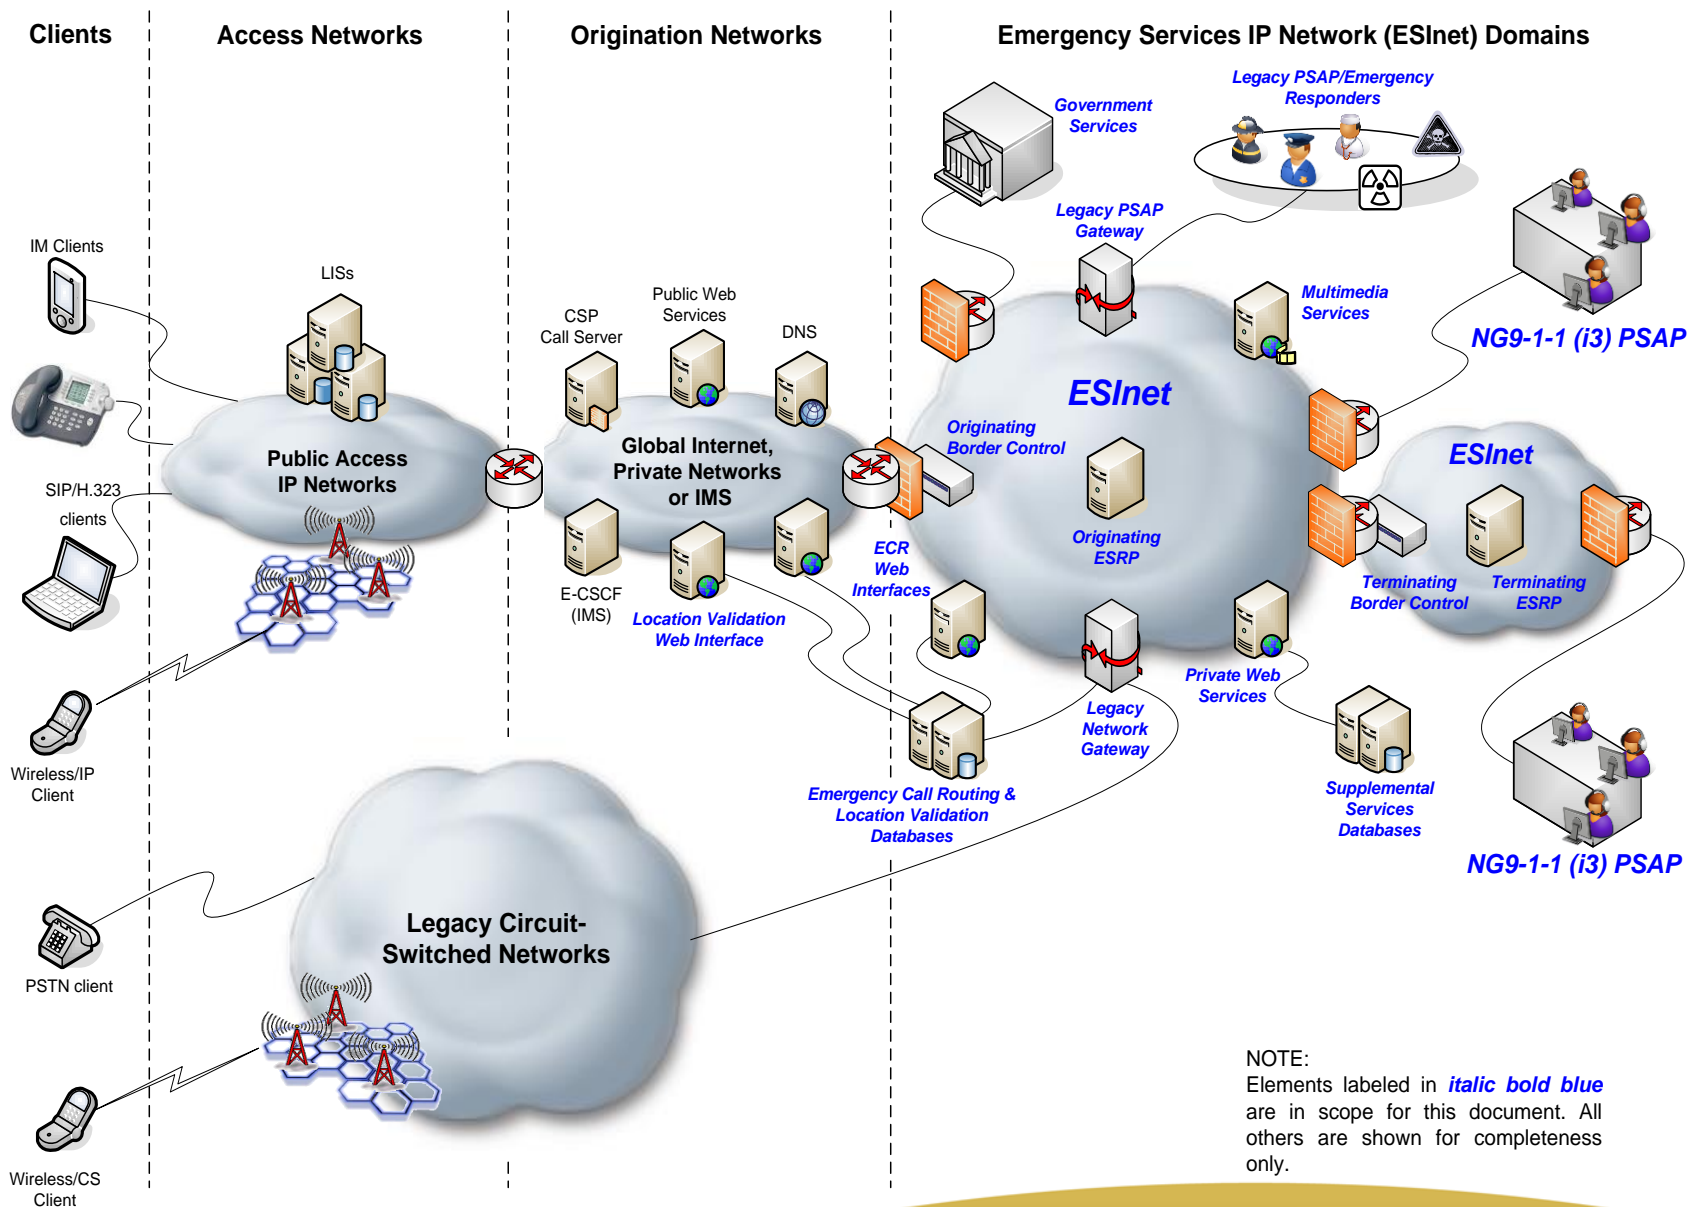 Clients
Access Networks
Origination Networks
Emergency Services IP Network (ESInet) Domains
Government
Services
Legacy PSAP/Emergency
Responders
Legacy PSAP
Gateway
IM Clients
LISs
CSP
Call Server
Public Web
Services
DNS
Multimedia
Services
NG9-1-1 (i3) PSAP
ESInet
Originating
Border Control
Public Access
IP Networks
Global Internet,
Private Networks
or IMS
ESInet
SIP/H.323
clients
Originating
ESRP
ECR
Web
Interfaces
E-CSCF
(IMS)
Location Validation
Web Interface
Terminating
Border Control
Terminating
ESRP
Private Web
Services
Legacy
Network
Gateway
Wireless/IP
Client
Emergency Call Routing &
Location Validation
Databases
Supplemental
Services
Databases
NG9-1-1 (i3) PSAP
Legacy Circuit-
Switched Networks
PSTN client
NOTE:
Elements labeled in italic bold blue
are in scope for this document. All
others are shown for completeness
only.
Wireless/CS
Client